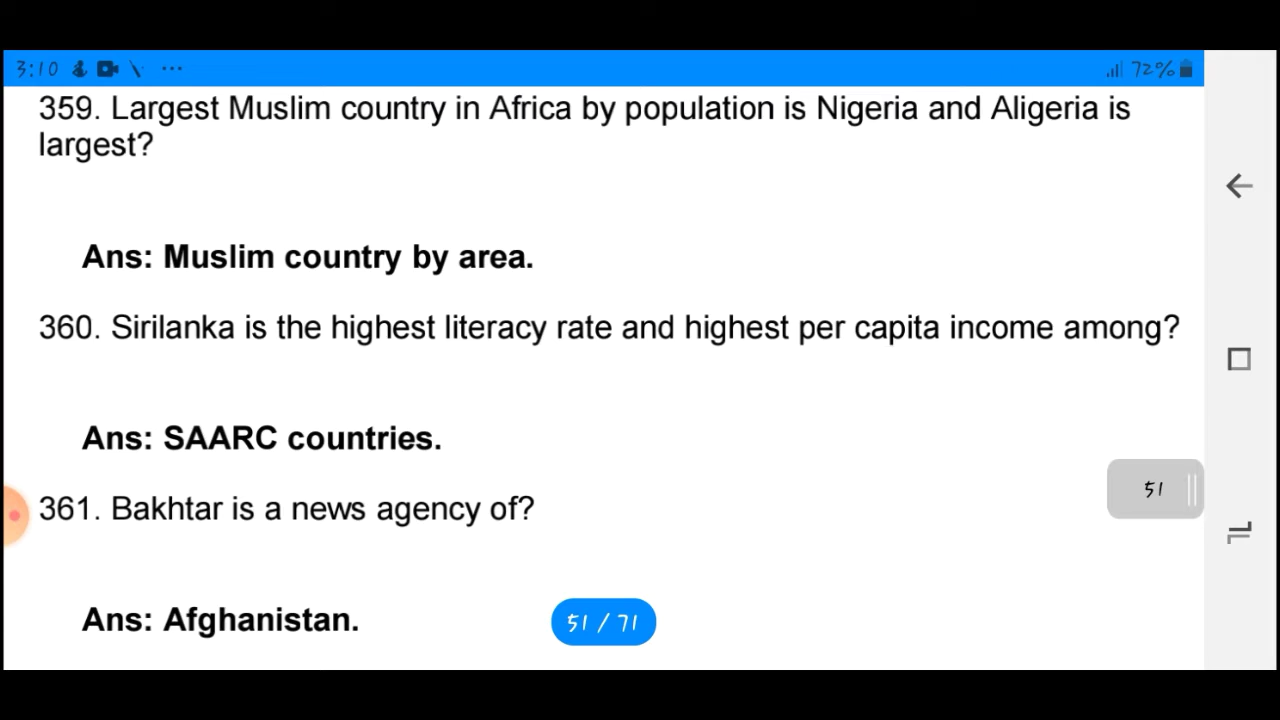 3:10 ... 72%
359. Largest Muslim country in Africa by population is Nigeria and Aligeria is
largest?
Ans: Muslim country by area.
360. Sirilanka is the highest literacy rate and highest per capita income among?
Ans: SAARC countries.
51
361. Bakhtar is a news agency of?
Ans: Afghanistan.
51 / 71